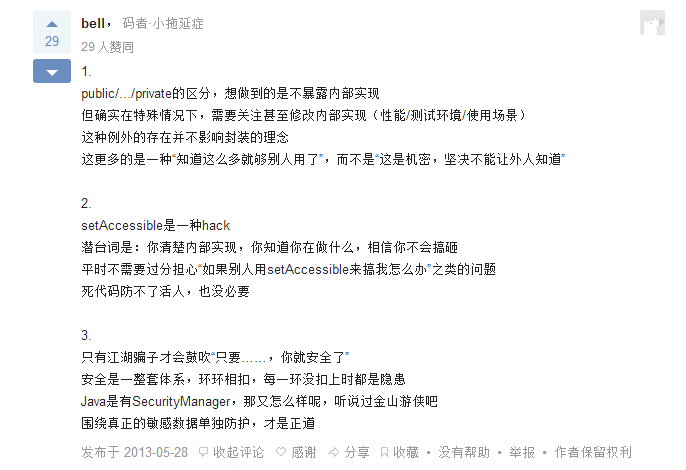 bell，码者·小拖延症
29
29 人赞同
1.
public/.../private的区分，想做到的是不暴露内部实现
但确实在特殊情况下，需要关注甚至修改内部实现（性能/测试环境/使用场景）
这种例外的存在并不影响封装的理念
这更多的是一种“知道这么多就够别人用了”，而不是“这是机密，坚决不能让外人知道”
2.
setAccessible是一种hack
潜台词是：你清楚内部实现，你知道你在做什么，相信你不会搞砸
平时不需要过分担心“如果别人用setAccessible来搞我怎么办”之类的问题
死代码防不了活人，也没必要
3.
只有江湖骗子才会鼓吹“只要……，你就安全了”
安全是一整套体系，环环相扣，每一环没扣上时都是隐患
Java是有SecurityManager，那又怎么样呢，听说过金山游侠吧
围绕真正的敏感数据单独防护，才是正道
发布于 2013-05-28 收起评论 感谢 分享 收藏 • 没有帮助 • 举报 • 作者保留权利